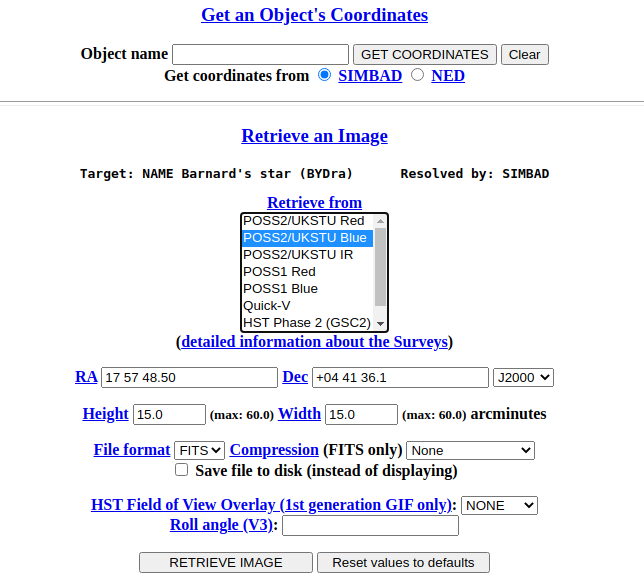 Get an Object's Coordinates
Object name GET COORDINATES Clear
Get coordinates from SIMBAD NED
Retrieve an Image
Target: NAME Barnard's star (BYDra) Resolved by: SIMBAD
Retrieve from
POSS2/UKSTU Red
POSS2/UKSTU Blue
POSS2/UKSTU IR
POSS1 Red
POSS1 Blue
Quick-V
HST Phase 2 (GSC2)
(detailed information about the Surveys)
RA 17 57 48.50 Dec +04 41 36.1 J2000
Height 15.0 (max: 60.0) Width 15.0 (max: 60.0) arcminutes
File format FITS Compression (FITS only) None
Save file to disk (instead of displaying)
HST Field of View Overlay (1st generation GIF only): NONE
Roll angle (V3):
RETRIEVE IMAGE Reset values to defaults